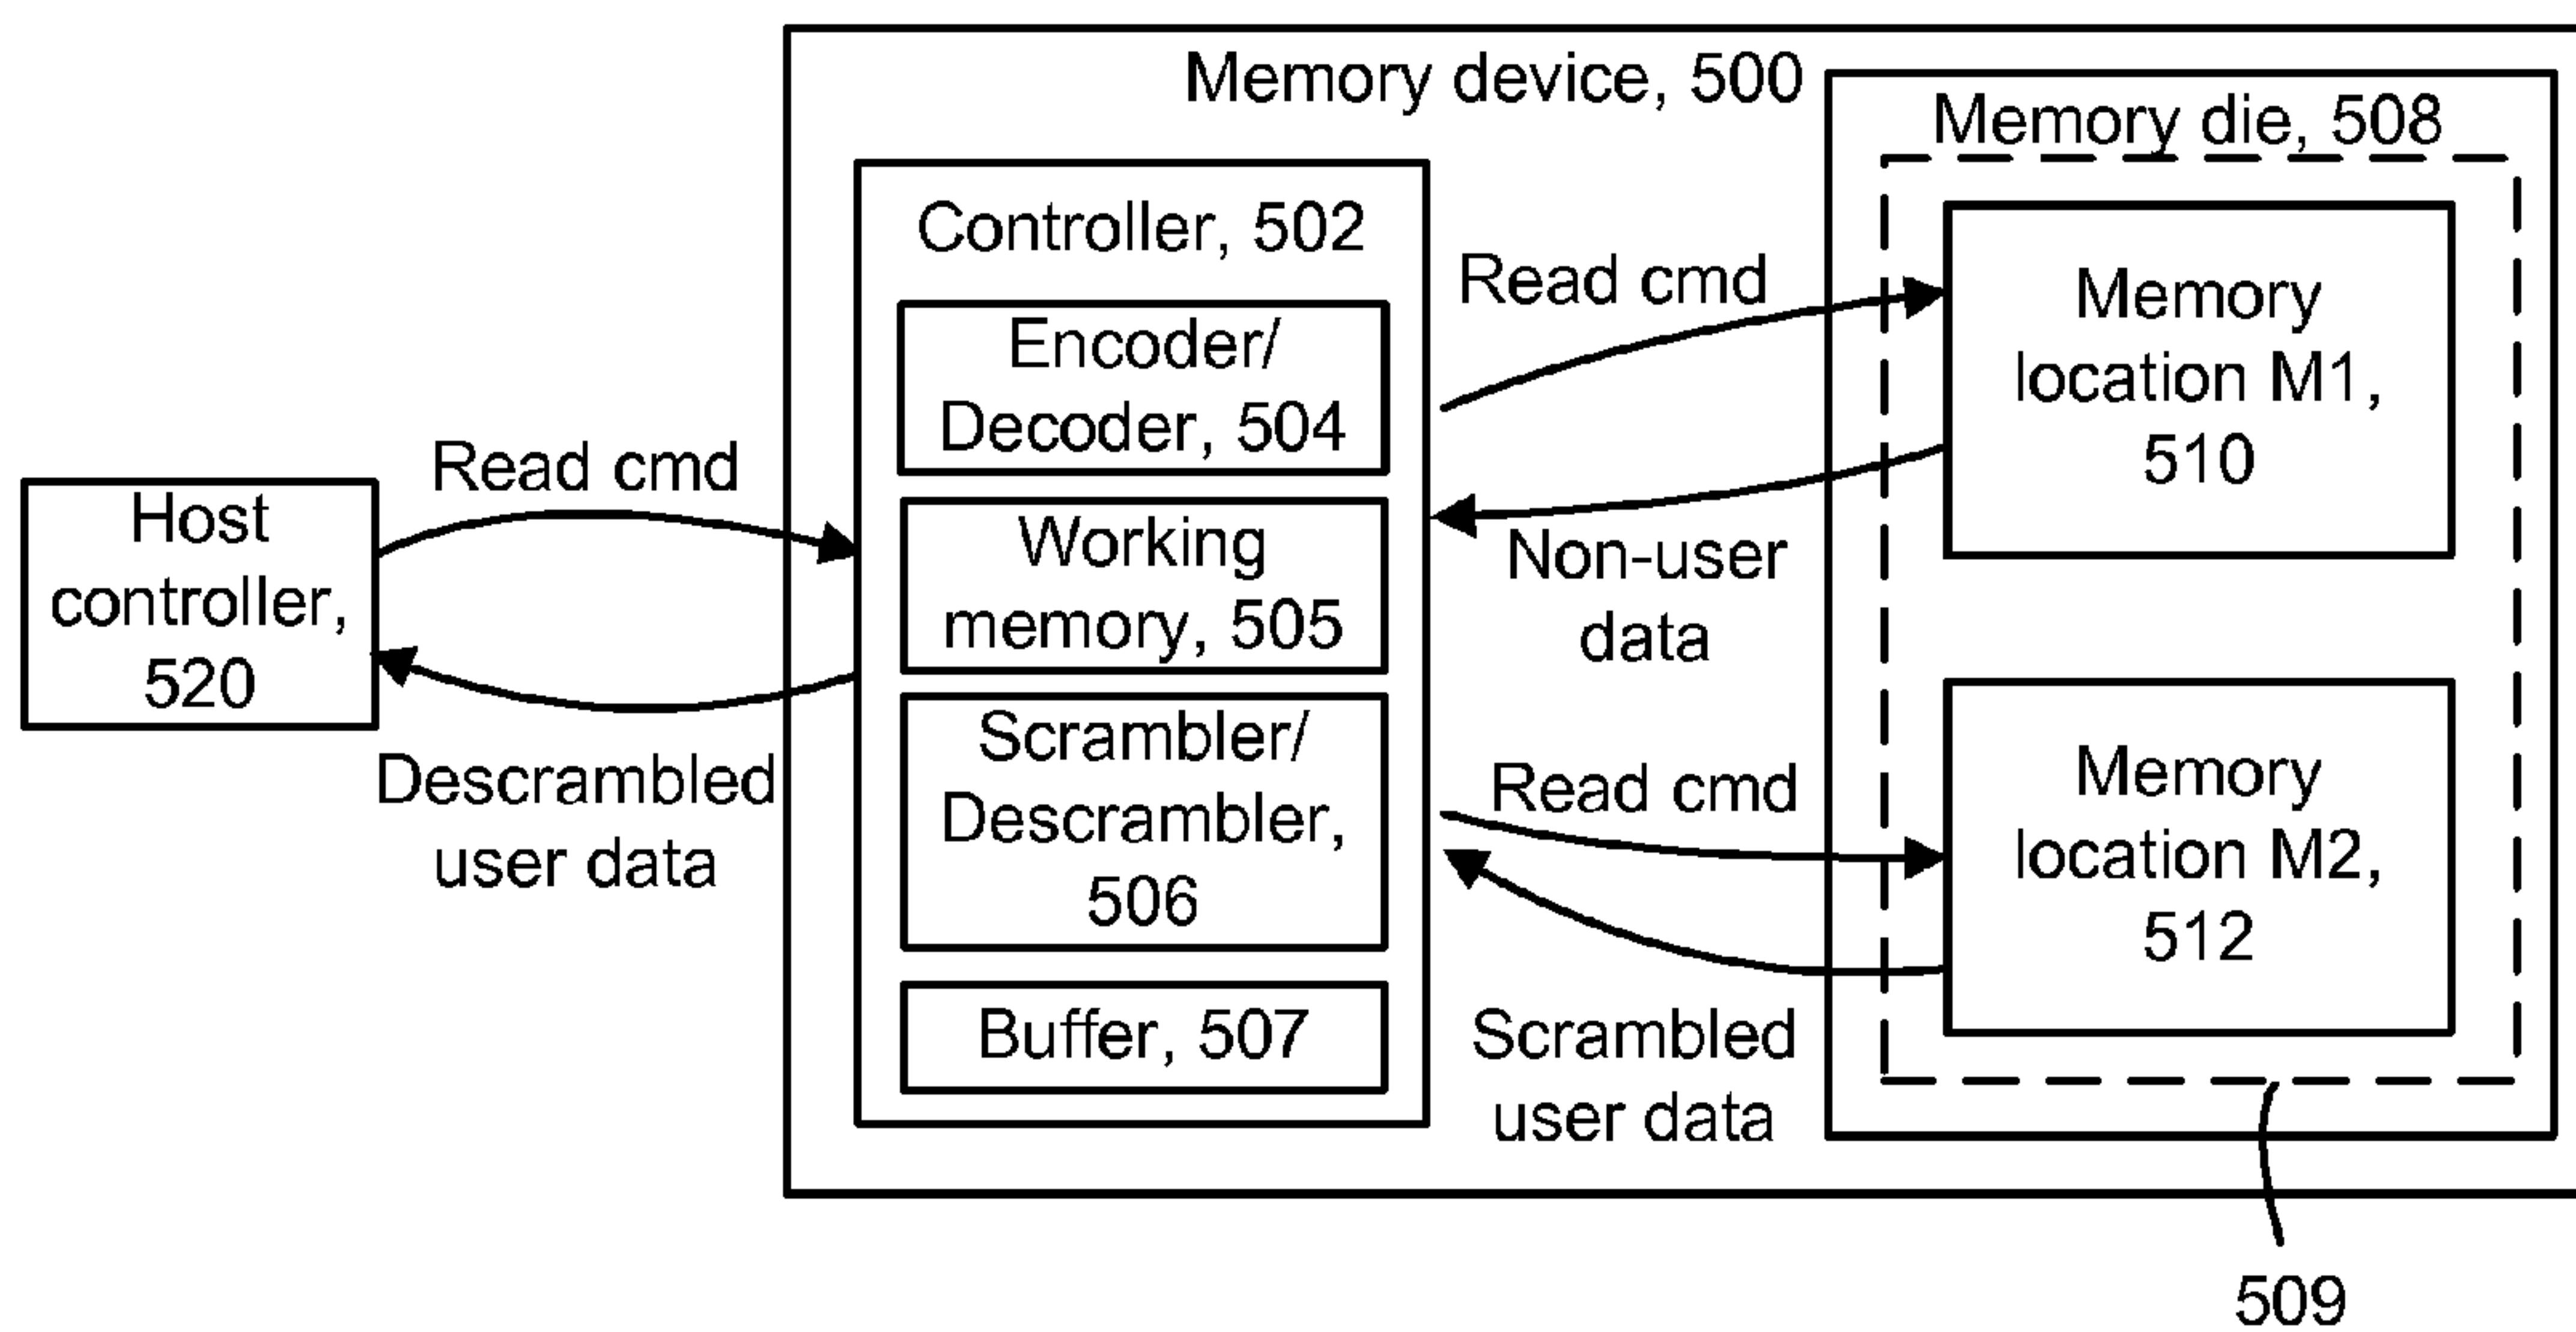 Memory device, 500
Memory die, 508
Controller, 502
Encoder/
Decoder, 504
Working
memory, 505
Scrambler/
Descrambler,
506
Buffer, 507
Host
controller,
520
Read cmd
Descrambled
user data
Read cmd
Non-user
data
Read cmd
Scrambled
user data
Memory
location M1,
510
Memory
location M2,
512
509